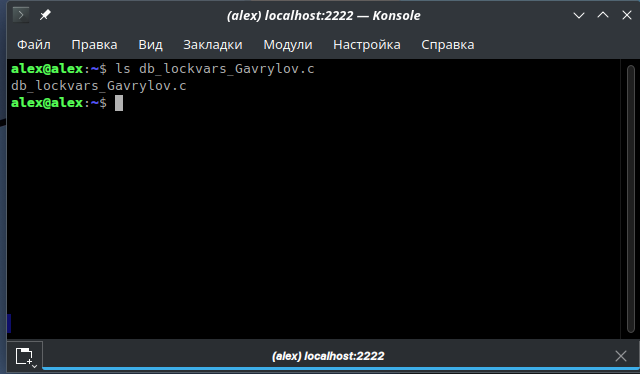 (alex) localhost:2222 — Konsole
Файл Правка Вид Закладки Модули Настройка Справка
alex@alex:~$ ls db_lockvars_Gavrylov.c
db_lockvars_Gavrylov.c
alex@alex:~$
(alex) localhost:2222